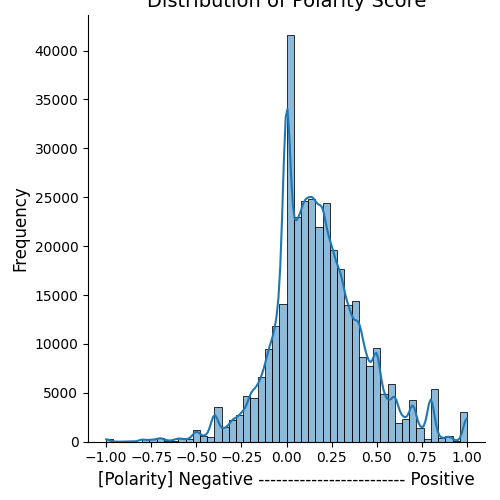 Distribution of Polarity Score
Frequency
40000
35000
30000
25000
20000
15000
10000
5000
0
−1.00 −0.75 −0.50 −0.25 0.00 0.25 0.50 0.75 1.00
[Polarity] Negative ------------------------- Positive